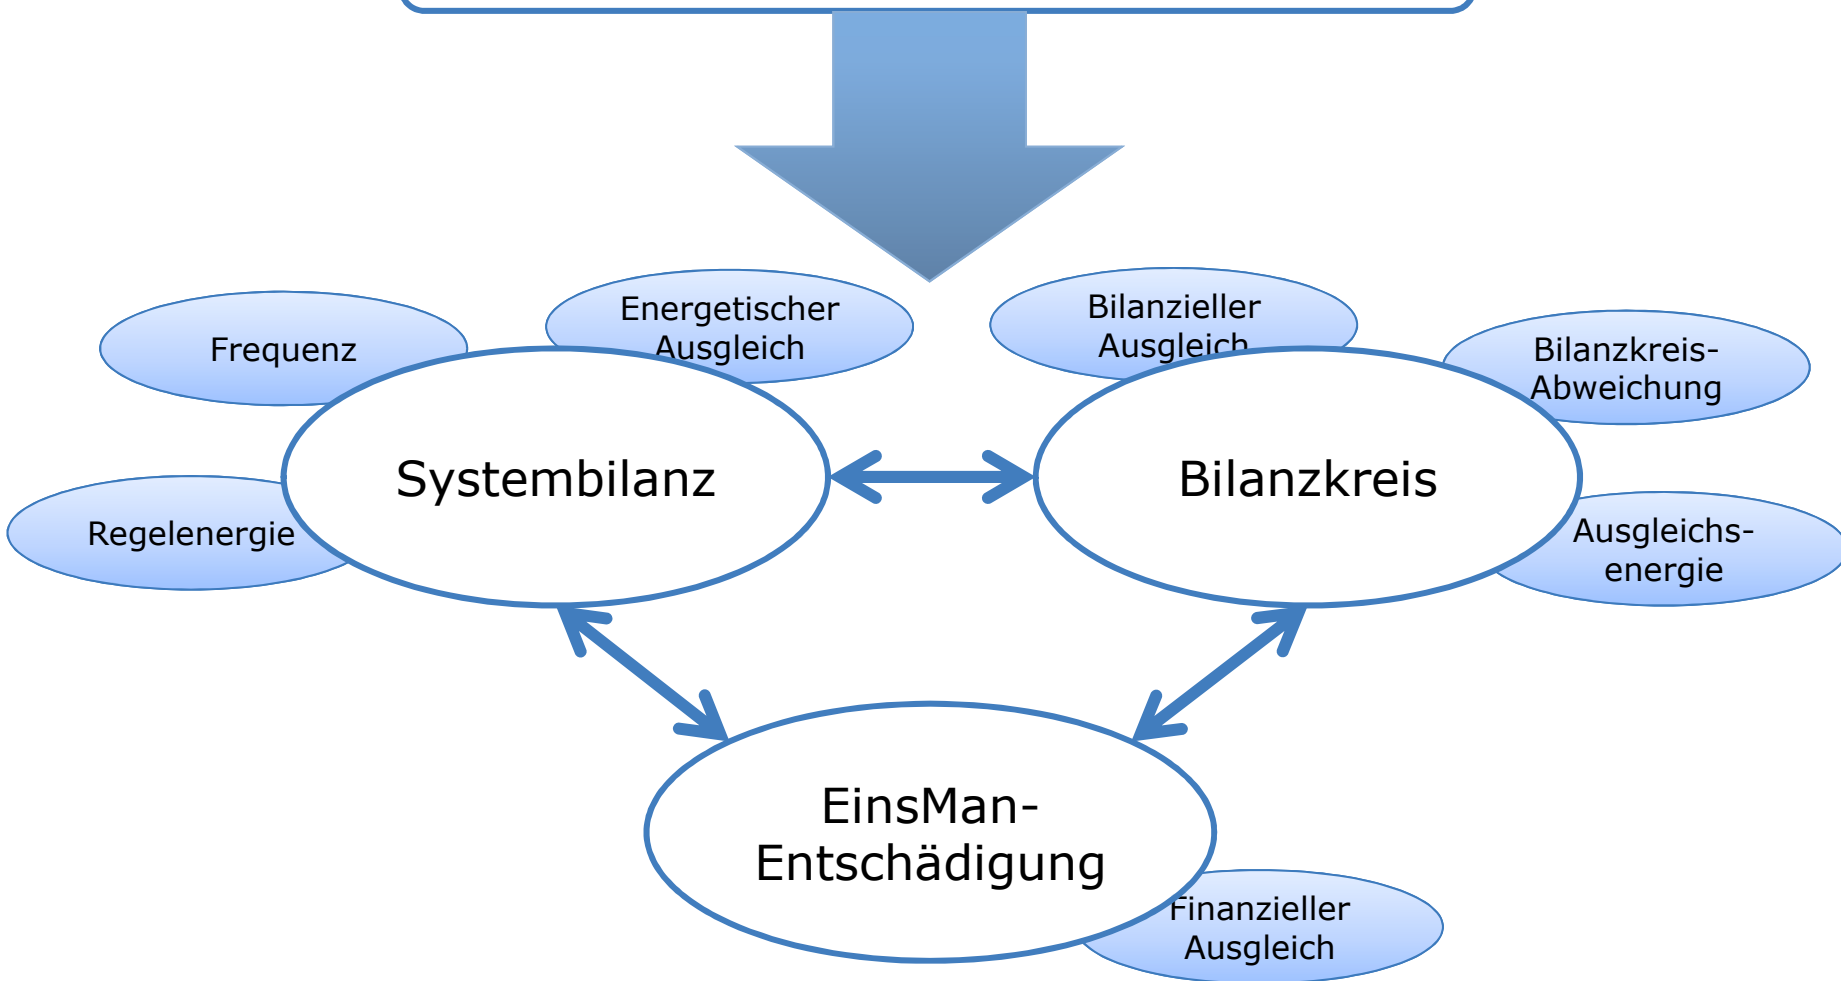 Energetischer
Ausgleich
Bilanzieller
Ausgleich
Frequenz
Bilanzkreis-
Abweichung
Systembilanz
Bilanzkreis
Regelenergie
Ausgleichs-
energie
EinsMan-
Entschädigung
Finanzieller
Ausgleich